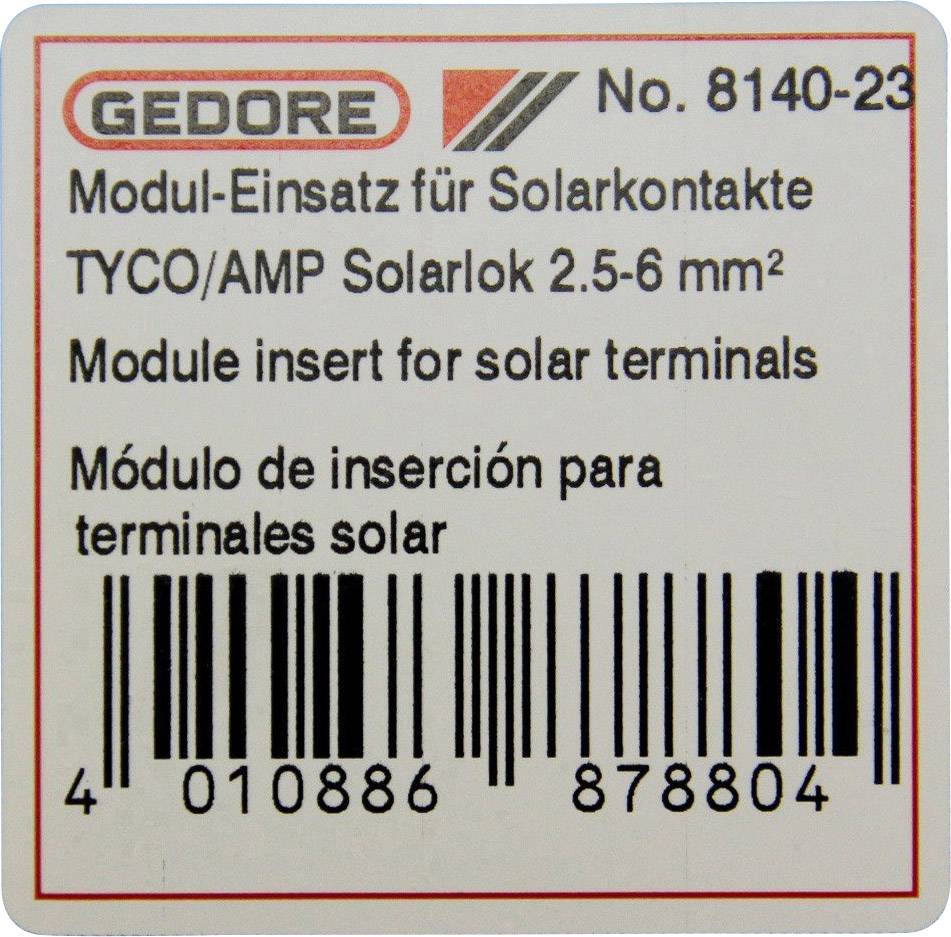 GEDORE No. 8140-23
Modul-Einsatz für Solarkontakte
TYCO/AMP Solarlok 2.5-6 mm²
Module insert for solar terminals
Módulo de inserción para
terminales solar
4 010886 878804